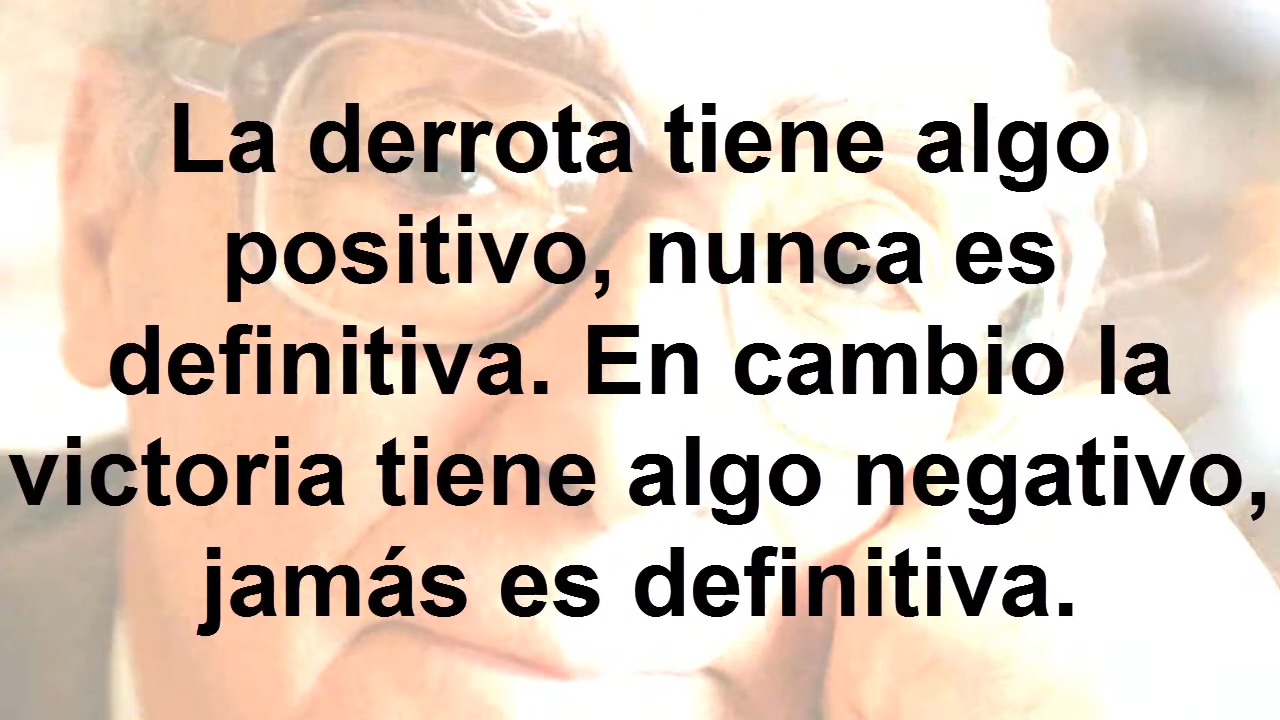 La derrota tiene algo
positivo, nunca es
definitiva. En cambio la
victoria tiene algo negativo,
jamás es definitiva.